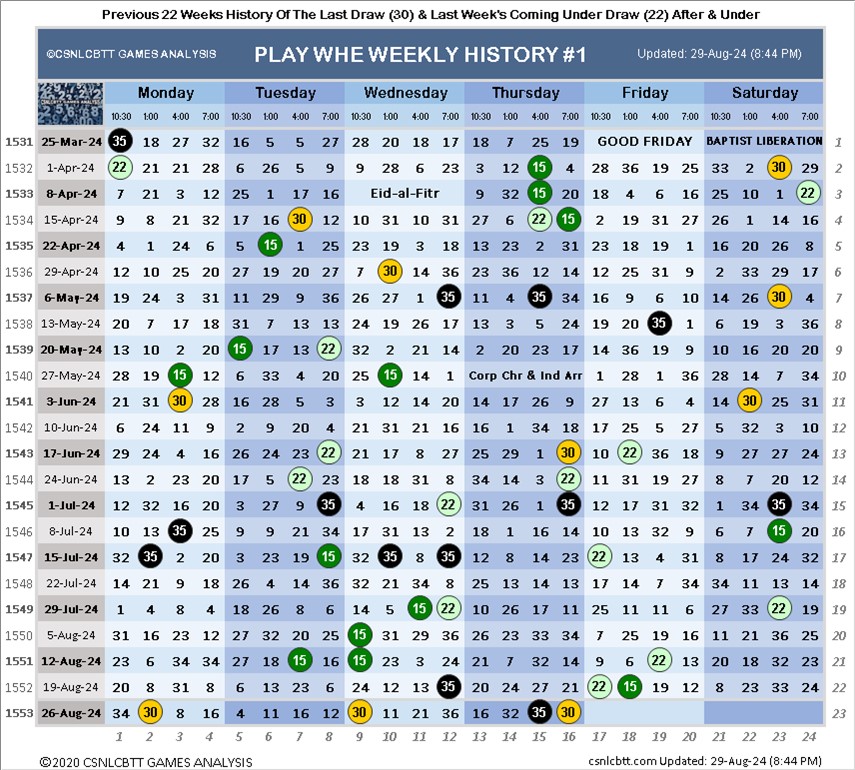 Previous 22 Weeks History Of The Last Draw (30) & Last Week's Coming Under Draw (22) After & Under
©CSNLCBTT GAMES ANALYSIS PLAY WHE WEEKLY HISTORY #1 Updated: 29-Aug-24 (8:44 PM)
Monday Tuesday Wednesday Thursday Friday Saturday
10:30 1:00 4:00 7:00 10:30 1:00 4:00 7:00 10:30 1:00 4:00 7:00 10:30 1:00 4:00 7:00 10:30 1:00 4:00 7:00 10:30 1:00 4:00 7:00
1531 25-Mar-24 35 18 27 32 16 5 5 27 28 20 18 17 18 7 25 19 GOOD FRIDAY BAPTIST LIBERATION 1
1532 1-Apr-24 22 21 21 28 6 26 5 9 9 28 6 23 3 12 15 4 28 36 19 25 33 2 30 29 2
1533 8-Apr-24 7 21 3 12 25 1 17 16 Eid-al-Fitr 9 32 15 20 18 4 6 16 25 10 1 22 3
1534 15-Apr-24 9 8 21 32 17 16 30 12 10 31 10 31 27 6 22 15 2 19 31 27 26 1 14 16 4
1535 22-Apr-24 4 1 24 6 5 15 1 25 23 19 3 18 13 23 2 31 23 18 19 1 16 20 26 8 5
1536 29-Apr-24 12 10 25 20 27 19 20 27 7 30 14 36 23 36 12 14 12 25 31 9 2 33 29 17 6
1537 6-May-24 19 24 3 31 11 29 9 36 26 27 1 35 11 4 35 34 16 9 6 10 14 26 30 4 7
1538 13-May-24 20 7 17 18 31 7 13 13 24 19 26 17 13 3 5 24 19 20 35 1 6 19 3 36 8
1539 20-May-24 13 10 2 20 15 17 13 22 32 2 21 14 2 20 23 17 14 36 19 9 10 16 20 20 9
1540 27-May-24 28 19 15 12 6 33 4 20 25 15 14 1 Corp Chr & Ind Arr 1 28 1 36 28 14 7 34 10
1541 3-Jun-24 21 31 30 28 16 28 5 3 3 12 14 20 14 17 26 9 27 13 6 4 14 30 25 31 11
1542 10-Jun-24 6 24 11 9 2 9 20 4 21 31 21 16 16 1 34 18 17 25 5 27 5 32 3 10 12
1543 17-Jun-24 29 24 4 16 26 24 23 22 2 16 18 8 25 29 1 30 10 22 18 36 9 27 27 24 13
1544 24-Jun-24 13 2 23 20 17 5 22 23 21 4 27 8 34 14 3 22 11 31 19 14 8 7 20 12 14
1545 1-Jul-24 12 32 16 20 3 27 9 35 4 16 18 22 31 26 1 35 12 17 31 32 1 34 35 34 15
1546 8-Jul-24 10 13 35 25 9 9 21 34 17 31 13 2 18 1 16 14 10 13 32 9 6 7 15 20 16
1547 15-Jul-24 32 35 2 20 3 23 19 15 32 35 8 35 12 8 14 23 22 13 4 31 8 17 24 32 17
1548 22-Jul-24 14 21 9 18 26 4 14 36 32 21 34 8 25 13 14 13 17 14 7 34 34 11 13 14 18
1549 29-Jul-24 1 4 8 4 18 26 8 6 14 5 15 22 10 26 17 11 25 11 11 6 27 33 22 19 19
1550 5-Aug-24 31 16 23 12 27 32 20 25 15 31 29 36 26 23 33 34 7 25 19 16 11 21 36 25 20
1551 12-Aug-24 23 6 34 34 27 18 15 16 15 23 3 24 21 7 32 14 9 6 22 13 20 18 32 23 21
1552 19-Aug-24 20 8 31 8 6 13 23 6 24 12 13 35 20 24 27 21 22 15 19 12 8 23 33 24 22
1553 26-Aug-24 34 30 8 16 4 11 16 12 30 11 21 36 16 32 35 30 23
1 2 3 4 5 6 7 8 9 10 11 12 13 14 15 16 17 18 19 20 21 22 23 24
©2020 CSNLCBTT GAMES ANALYSIS csnlcbtt.com Updated: 29-Aug-24 (8:44 PM)